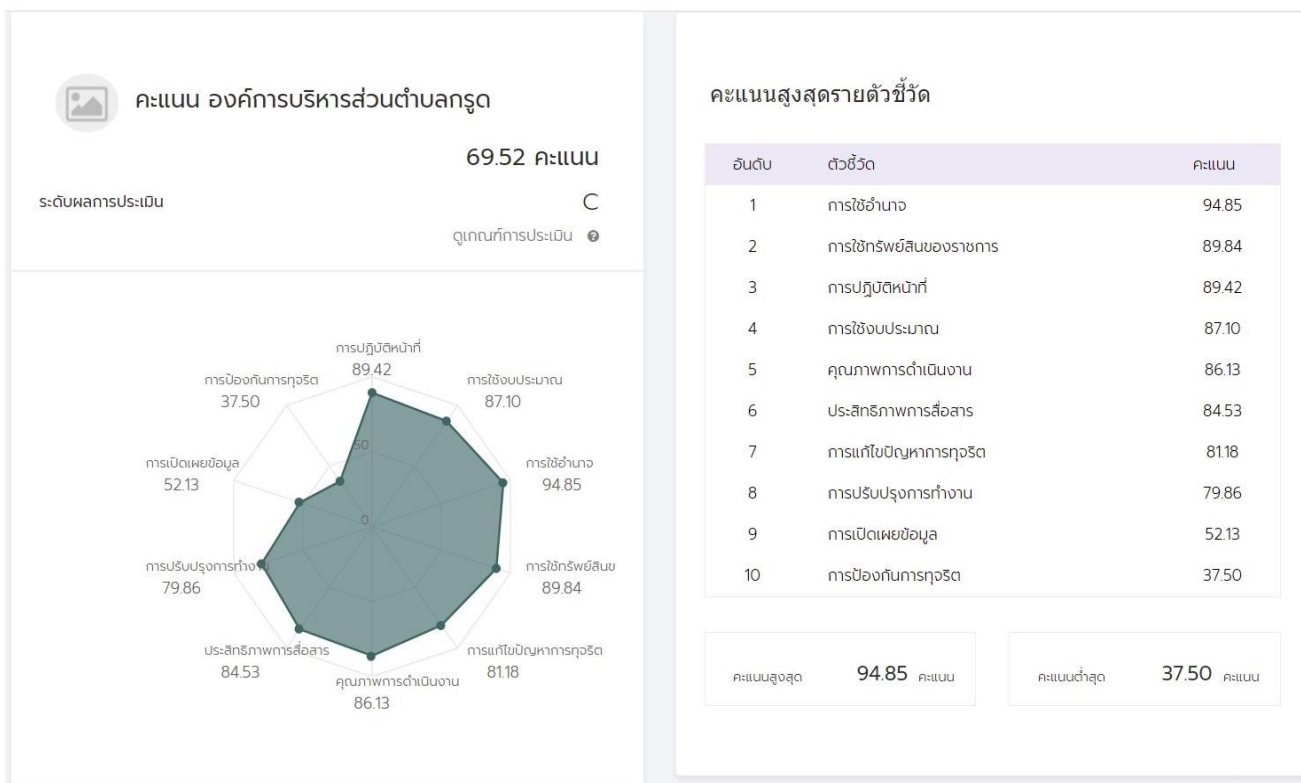 คะแนน องค์การบริหารส่วนตำบลกรูด
69.52 คะแนน
ระดับผลการประเมิน C
ดูเกณฑ์การประเมิน ?
การปฏิบัติหน้าที่
89.42
การป้องกันการทุจริต
37.50
การใช้งบประมาณ
87.10
50
การเปิดเผยข้อมูล
52.13
การใช้อำนาจ
94.85
0
การปรับปรุงการทำงาน
79.86
การใช้ทรัพย์สินข
89.84
ประสิทธิภาพการสื่อสาร
84.53
การแก้ไขปัญหาการทุจริต
81.18
คุณภาพการดำเนินงาน
86.13
คะแนนสูงสุดรายตัวชี้วัด
อันดับ ตัวชี้วัด คะแนน
1 การใช้อำนาจ 94.85
2 การใช้ทรัพย์สินของราชการ 89.84
3 การปฏิบัติหน้าที่ 89.42
4 การใช้งบประมาณ 87.10
5 คุณภาพการดำเนินงาน 86.13
6 ประสิทธิภาพการสื่อสาร 84.53
7 การแก้ไขปัญหาการทุจริต 81.18
8 การปรับปรุงการทำงาน 79.86
9 การเปิดเผยข้อมูล 52.13
10 การป้องกันการทุจริต 37.50
คะแนนสูงสุด 94.85 คะแนน
คะแนนต่ำสุด 37.50 คะแนน